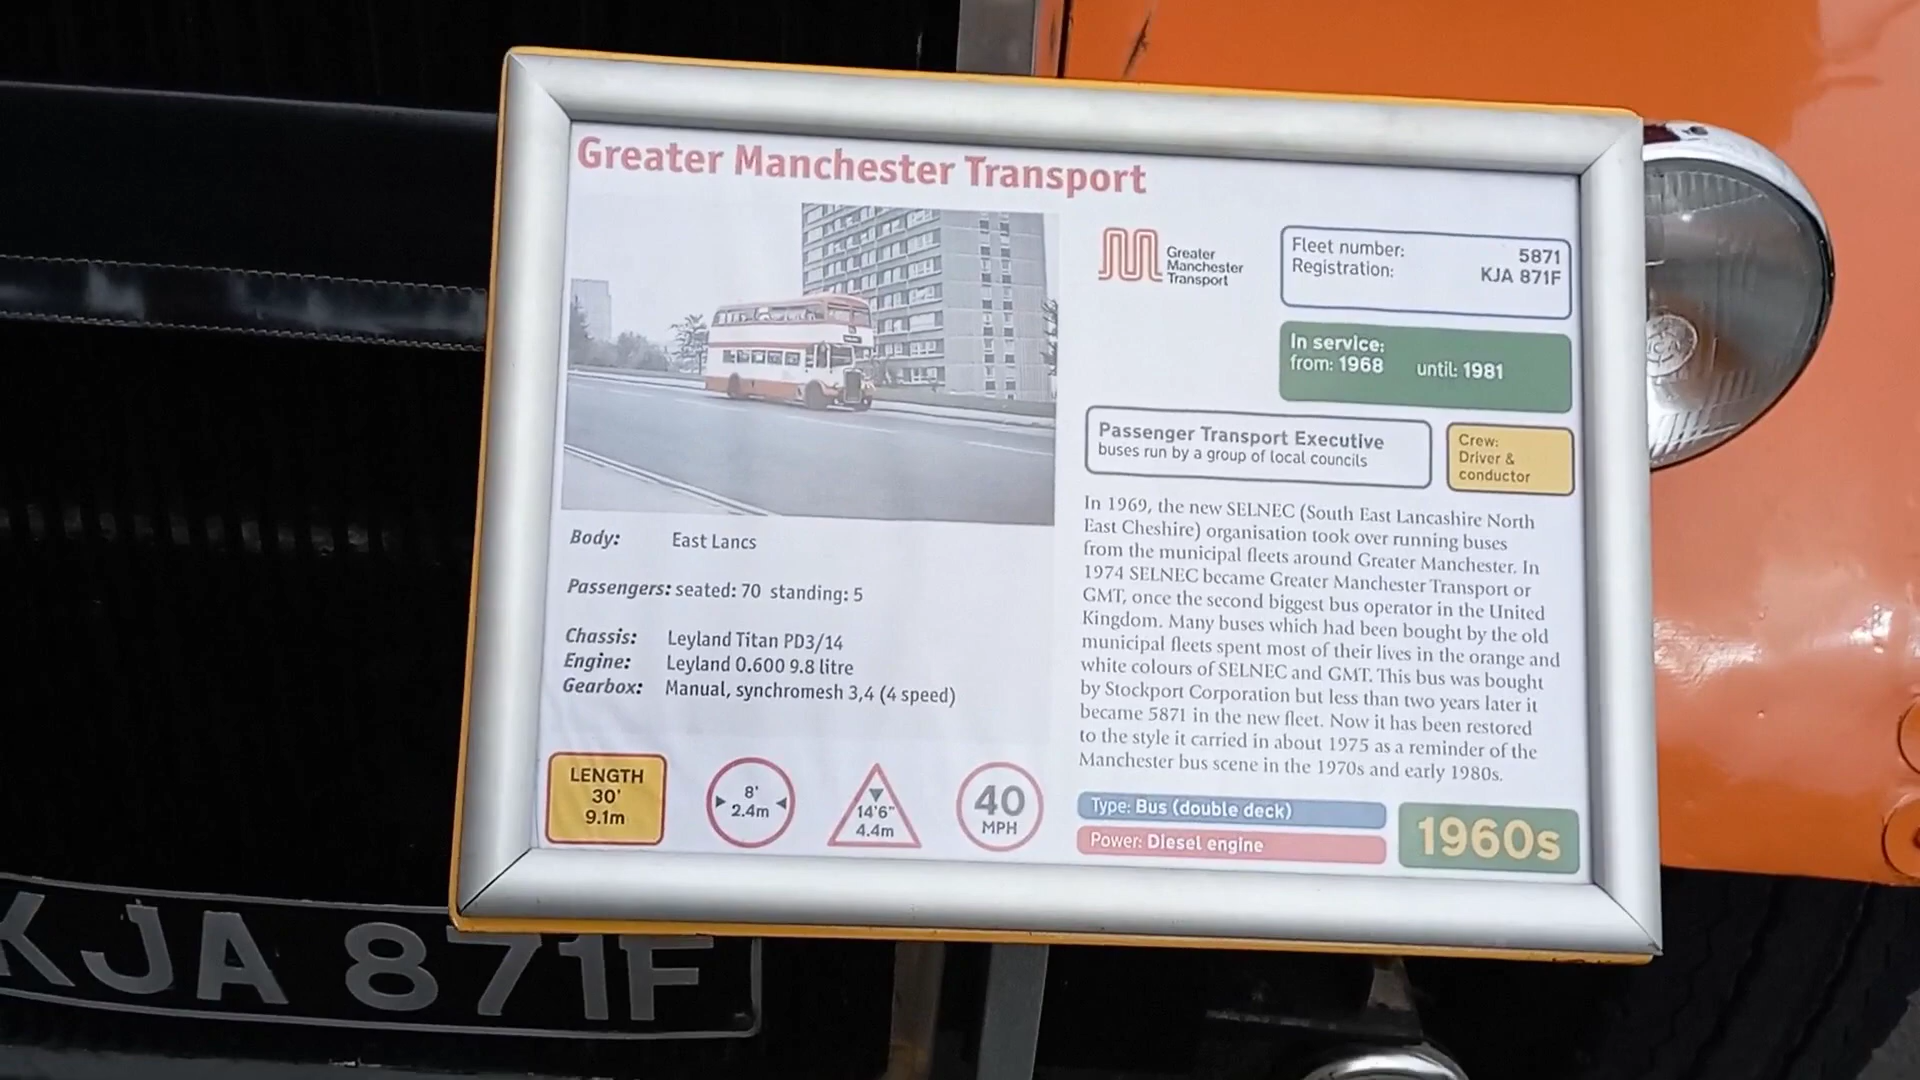 Greater Manchester Transport
Greater
Manchester
Transport
Fleet number: 5871
Registration: KJA 871F
In service:
from: 1968 until: 1981
Passenger Transport Executive
buses run by a group of local councils
Crew:
Driver &
conductor
Body: East Lancs
Passengers: seated: 70 standing: 5
Chassis: Leyland Titan PD3/14
Engine: Leyland 0.600 9.8 litre
Gearbox: Manual, synchromesh 3,4 (4 speed)
LENGTH
30'
9.1m
8'
2.4m
14'6"
4.4m
40
MPH
In 1969, the new SELNEC (South East Lancashire North
East Cheshire) organisation took over running buses
from the municipal fleets around Greater Manchester. In
1974 SELNEC became Greater Manchester Transport or
GMT, once the second biggest bus operator in the United
Kingdom. Many buses which had been bought by the old
municipal fleets spent most of their lives in the orange and
white colours of SELNEC and GMT. This bus was bought
by Stockport Corporation but less than two years later it
became 5871 in the new fleet. Now it has been restored
to the style it carried in about 1975 as a reminder of the
Manchester bus scene in the 1970s and early 1980s.
Type: Bus (double deck)
Power: Diesel engine
1960s
KJA 871F